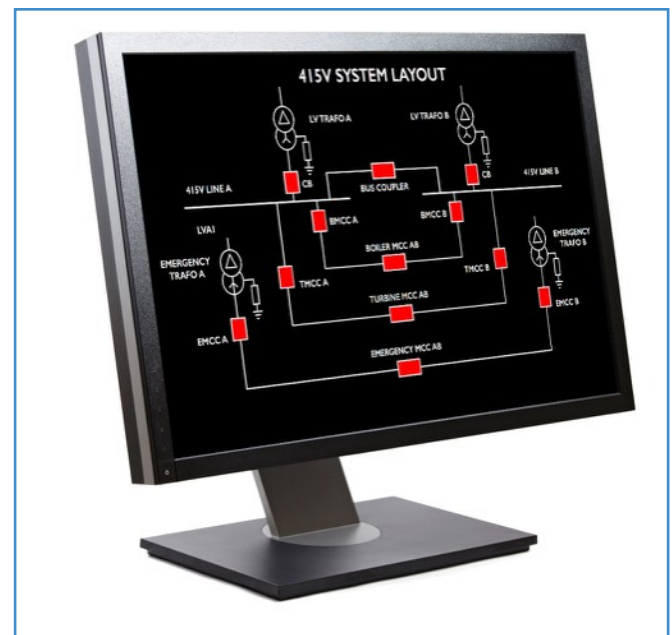 415V SYSTEM LAYOUT
LV TRAFO A
LV TRAFO B
CB
BUS COUPLER
CB
415V LINE A
415V LINE B
LVA1
BMCC A
BMCC B
EMERGENCY
TRAFO A
EMERGENCY
TRAFO B
BOILER MCC AB
TMCC A
TMCC B
TURBINE MCC AB
EMCC A
EMCC B
EMERGENCY MCC AB